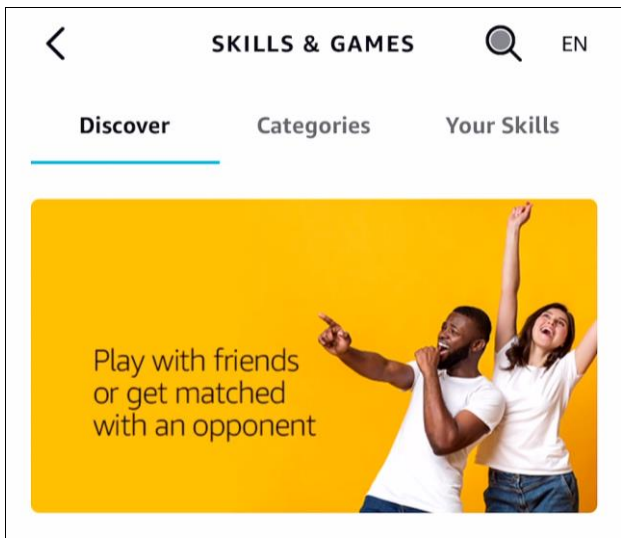 SKILLS & GAMES EN
Discover Categories Your Skills
Play with friends
or get matched
with an opponent